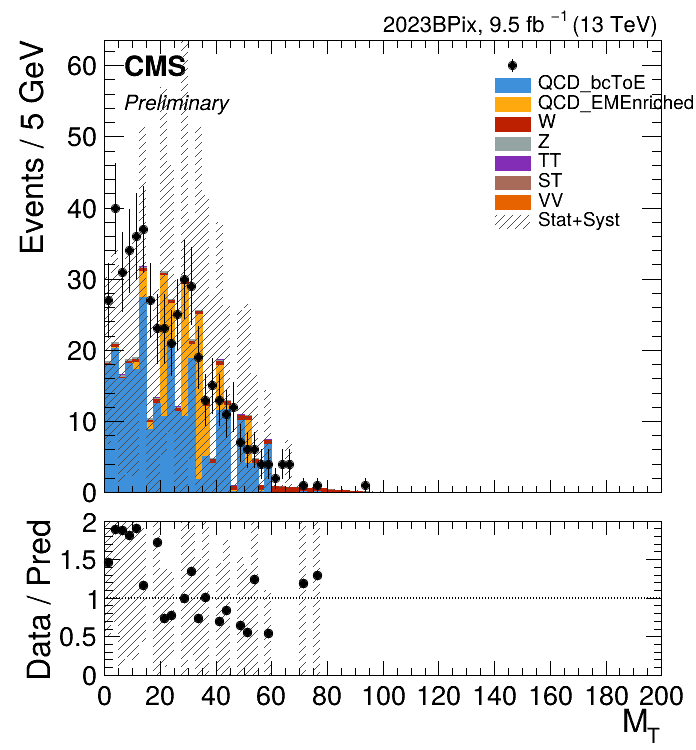 2023BPix, 9.5 fb⁻¹ (13 TeV)
Events / 5 GeV
60
50
40
30
20
10
0
CMS
Preliminary
QCD_bcToE
QCD_EMEnriched
W
Z
TT
ST
VV
Stat+Syst
Data / Pred
2
1.5
1
0.5
0
0 20 40 60 80 100 120 140 160 180 200
M_T